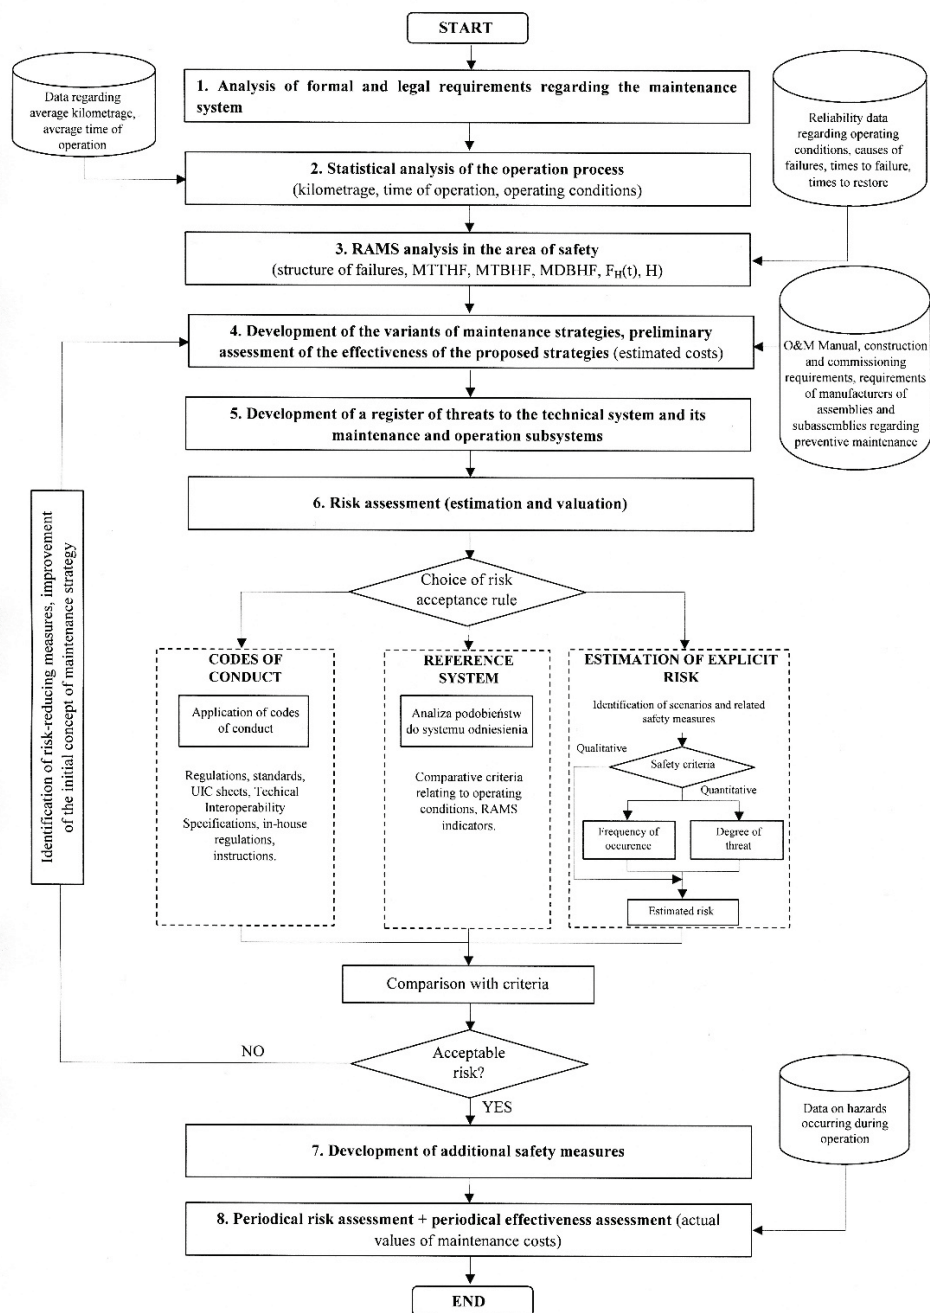 START
Data regarding
average kilometrage,
average time of
operation
1. Analysis of formal and legal requirements regarding the maintenance
system
Reliability data
regarding operating
conditions, causes of
failures, times to failure,
times to restore
2. Statistical analysis of the operation process
(kilometrage, time of operation, operating conditions)
3. RAMS analysis in the area of safety
(structure of failures, MTTHF, MTBHF, MDBHF, FH(t), H)
4. Development of the variants of maintenance strategies, preliminary
assessment of the effectiveness of the proposed strategies (estimated costs)
O&M Manual, construction
and commissioning
requirements, requirements
of manufacturers of
assemblies and
subassemblies regarding
preventive maintenance
5. Development of a register of threats to the technical system and its
maintenance and operation subsystems
6. Risk assessment (estimation and valuation)
Identification of risk-reducing measures, improvement
of the initial concept of maintenance strategy
Choice of risk
acceptance rule
CODES OF
CONDUCT
Application of codes
of conduct
Regulations, standards,
UIC sheets, Techical
Interoperability
Specifications, in-house
regulations,
instructions.
REFERENCE
SYSTEM
Analiza podobieństw
do systemu odniesienia
Comparative criteria
relating to operating
conditions, RAMS
indicators.
ESTIMATION OF EXPLICIT
RISK
Identification of scenarios and related
safety measures
Qualitative
Safety criteria
Quantitative
Frequency of
occurence
Degree of
threat
Estimated risk
Comparison with criteria
NO
Acceptable
risk?
YES
Data on hazards
occurring during
operation
7. Development of additional safety measures
8. Periodical risk assessment + periodical effectiveness assessment (actual
values of maintenance costs)
END